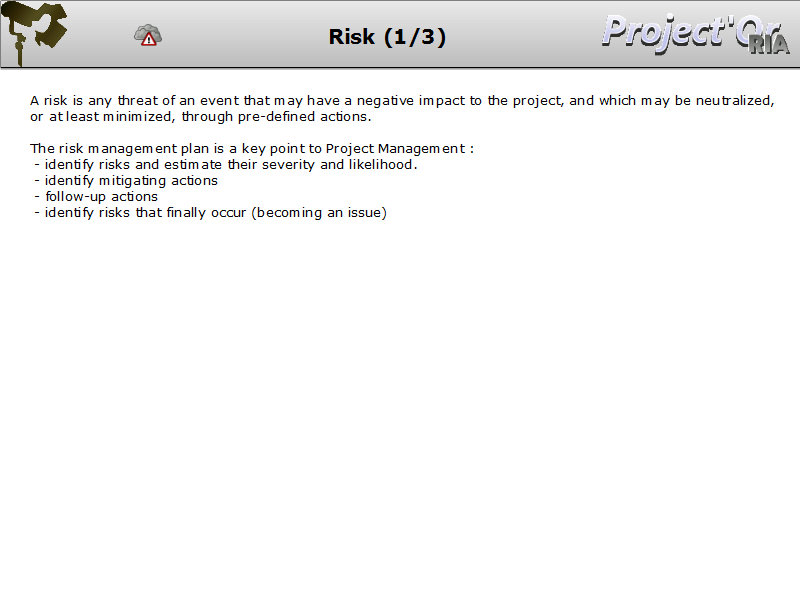 Risk (1/3)
Project'Or
RIA
A risk is any threat of an event that may have a negative impact to the project, and which may be neutralized,
or at least minimized, through pre-defined actions.
The risk management plan is a key point to Project Management :
- identify risks and estimate their severity and likelihood.
- identify mitigating actions
- follow-up actions
- identify risks that finally occur (becoming an issue)